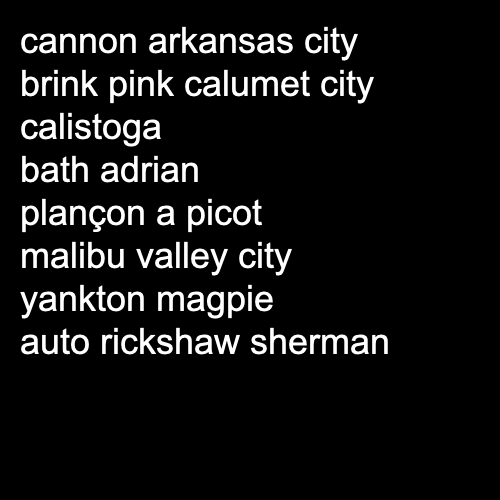 cannon arkansas city
brink pink calumet city
calistoga
bath adrian
plançon a picot
malibu valley city
yankton magpie
auto rickshaw sherman